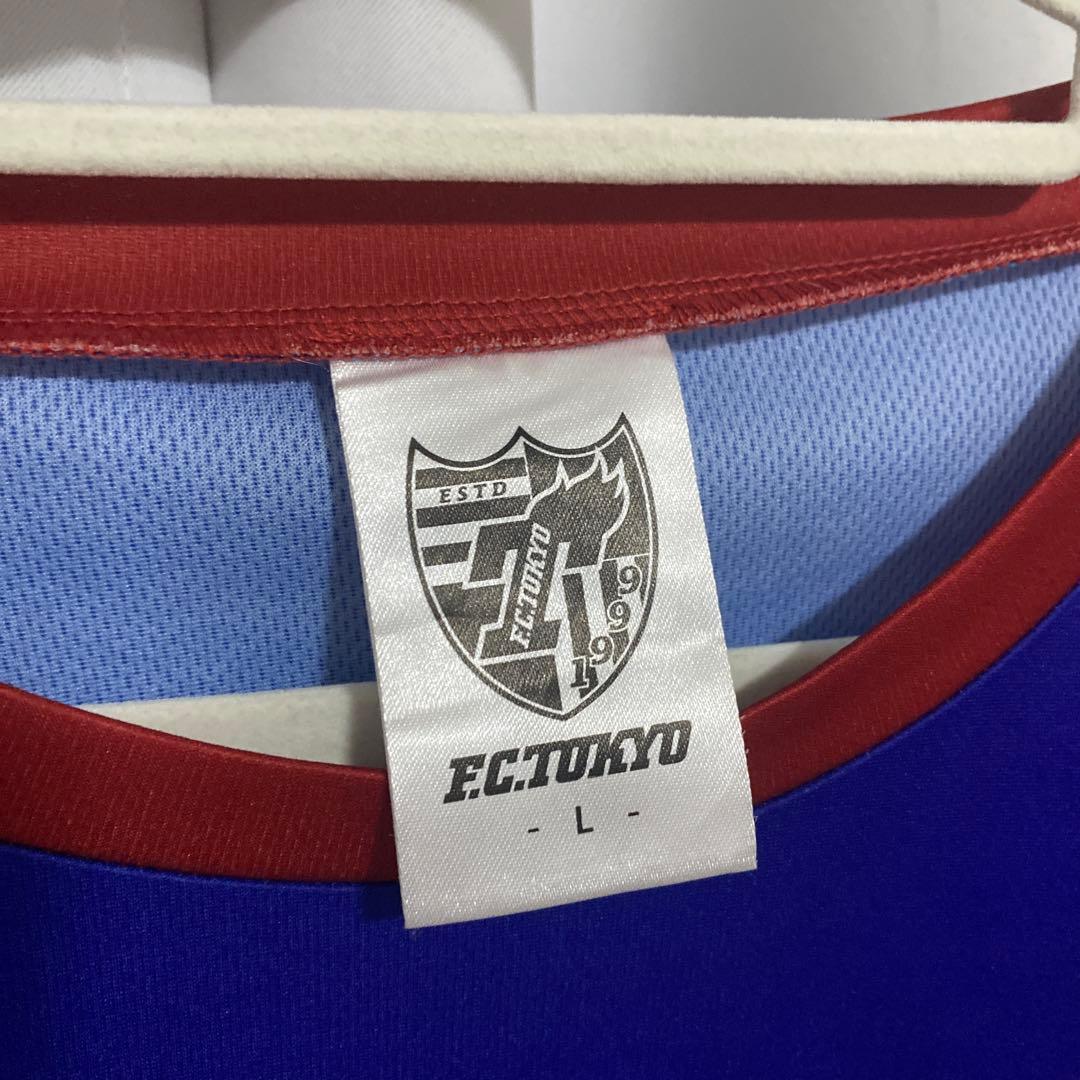 ESTD
F.C.TOKYO
1999
F.C.TOKYO
- L -